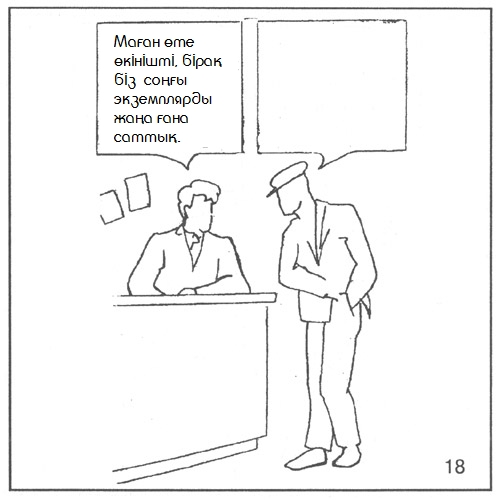 Маған өте
өкінішті, бірақ
біз соңғы
экземплярды
жаңа ғана
саттық.
18